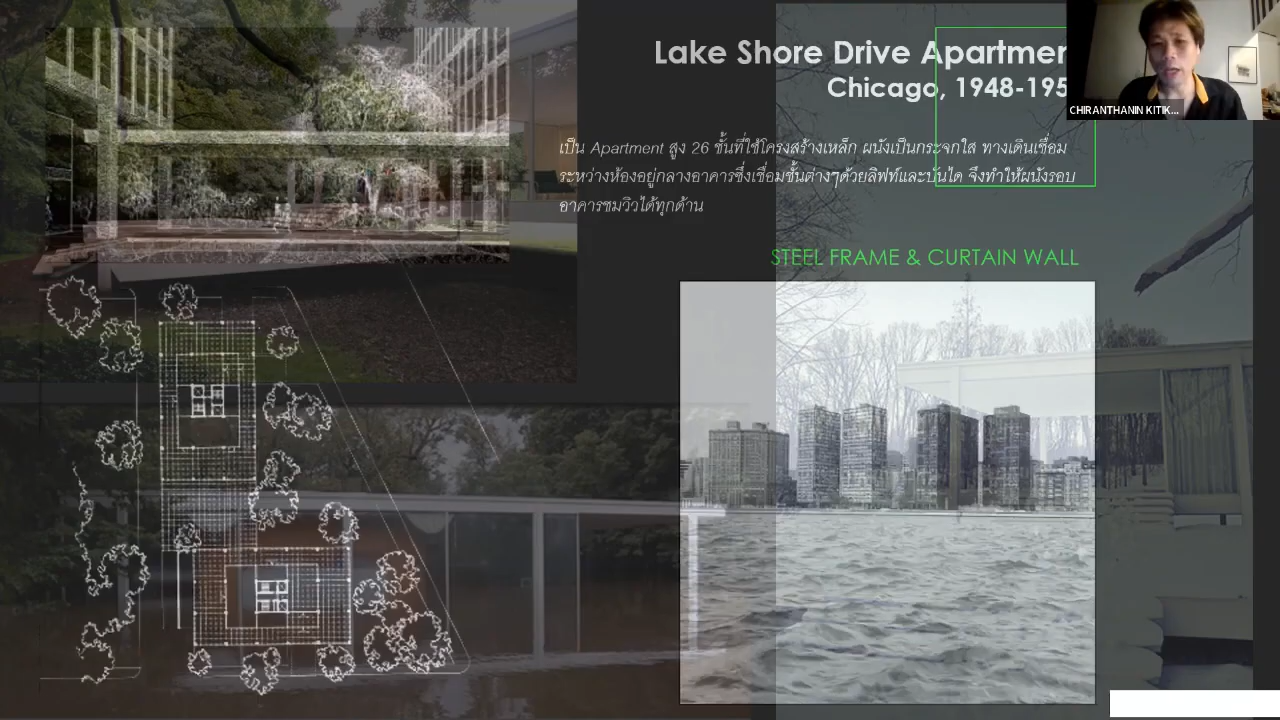 Lake Shore Drive Apartmen
Chicago, 1948-195
CHIRANTHANIN KITIK...
เป็น Apartment สูง 26 ชั้นที่ใช้โครงสร้างเหล็ก ผนังเป็นกระจกใส ทางเดินเชื่อม
ระหว่างห้องอยู่กลางอาคารซึ่งเชื่อมชั้นต่างๆด้วยลิฟท์และบันได จึงทำให้ผนังรอบ
อาคารชมวิวได้ทุกด้าน
STEEL FRAME & CURTAIN WALL